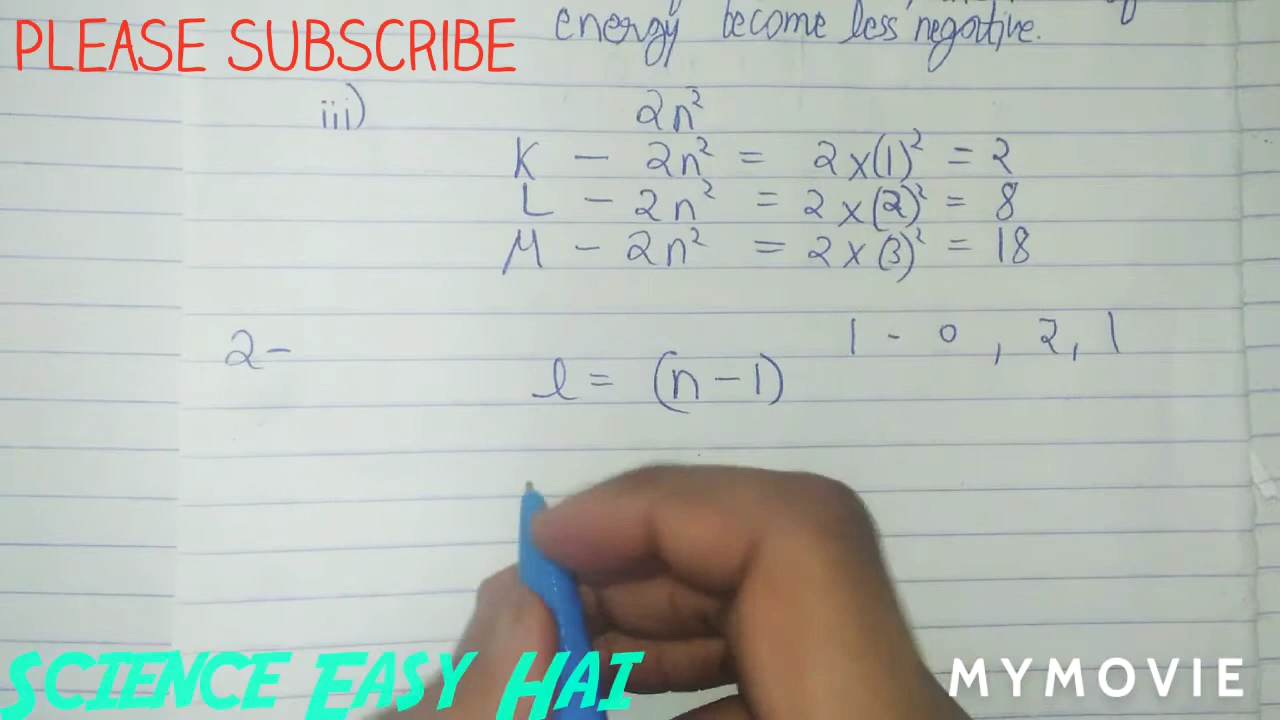 PLEASE SUBSCRIBE
energy become less negative.
iii) 2n²
K - 2n² = 2×(1)² = 2
L - 2n² = 2×(2)² = 8
M - 2n² = 2×(3)² = 18
2- 1 - 0 , 2, 1
l = (n-1)
SCIENCE EASY HAI
MYMOVIE